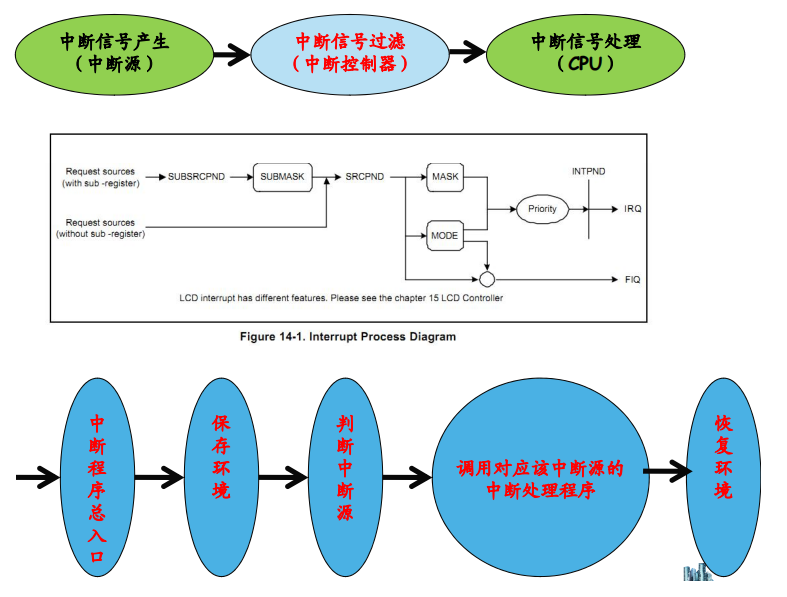 中断信号产生
（中断源）
中断信号过滤
（中断控制器）
中断信号处理
（CPU）
Request sources
(with sub -register)
SUBSRCPND
SUBMASK
SRCPND
MASK
INTPND
Request sources
(without sub -register)
MODE
Priority
IRQ
FIQ
LCD interrupt has different features. Please see the chapter 15 LCD Controller
Figure 14-1. Interrupt Process Diagram
中断程序总入口
保存环境
判断中断源
调用对应该中断源的
中断处理程序
恢复环境